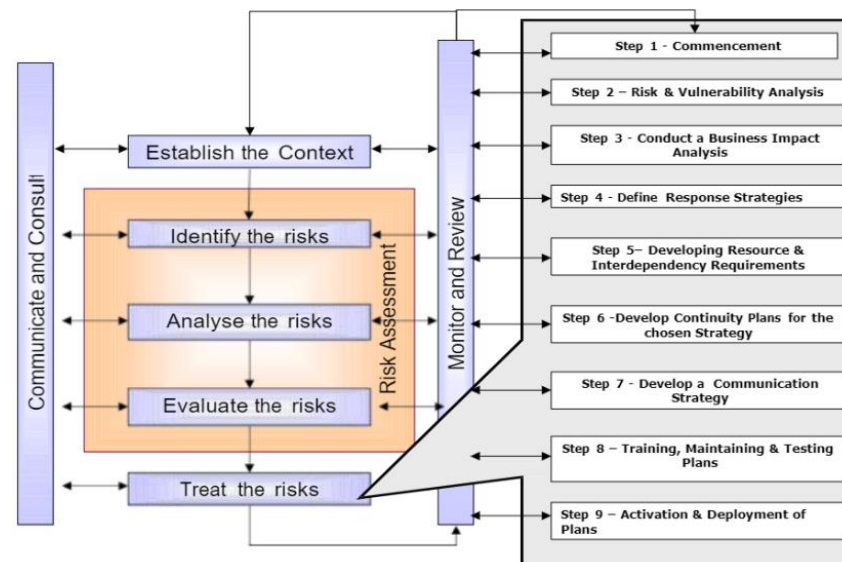 Communicate and Consult
Establish the Context
Identify the risks
Analyse the risks
Evaluate the risks
Treat the risks
Risk Assessment
Monitor and Review
Step 1 - Commencement
Step 2 – Risk & Vulnerability Analysis
Step 3 - Conduct a Business Impact
Analysis
Step 4 - Define Response Strategies
Step 5– Developing Resource &
Interdependency Requirements
Step 6 -Develop Continuity Plans for the
chosen Strategy
Step 7 - Develop a Communication
Strategy
Step 8 – Training, Maintaining & Testing
Plans
Step 9 – Activation & Deployment of
Plans